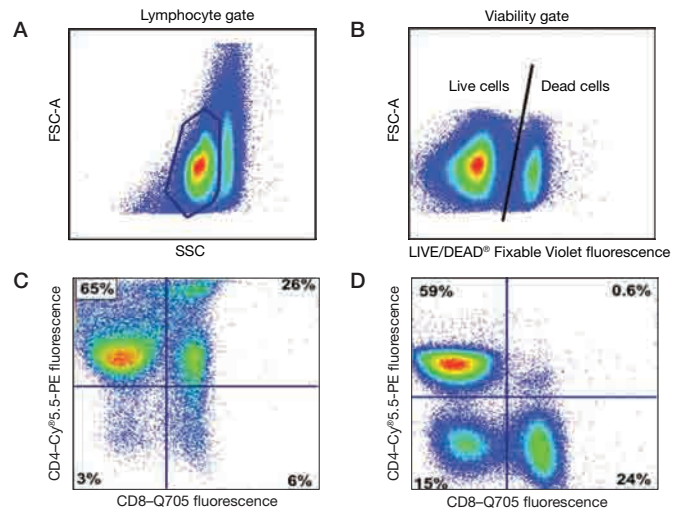 A
Lymphocyte gate
FSC-A
SSC
B
Viability gate
Live cells
Dead cells
FSC-A
LIVE/DEAD® Fixable Violet fluorescence
C
65%
26%
3%
6%
CD4–Cy®5.5-PE fluorescence
CD8–Q705 fluorescence
D
59%
0.6%
15%
24%
CD4–Cy®5.5-PE fluorescence
CD8–Q705 fluorescence